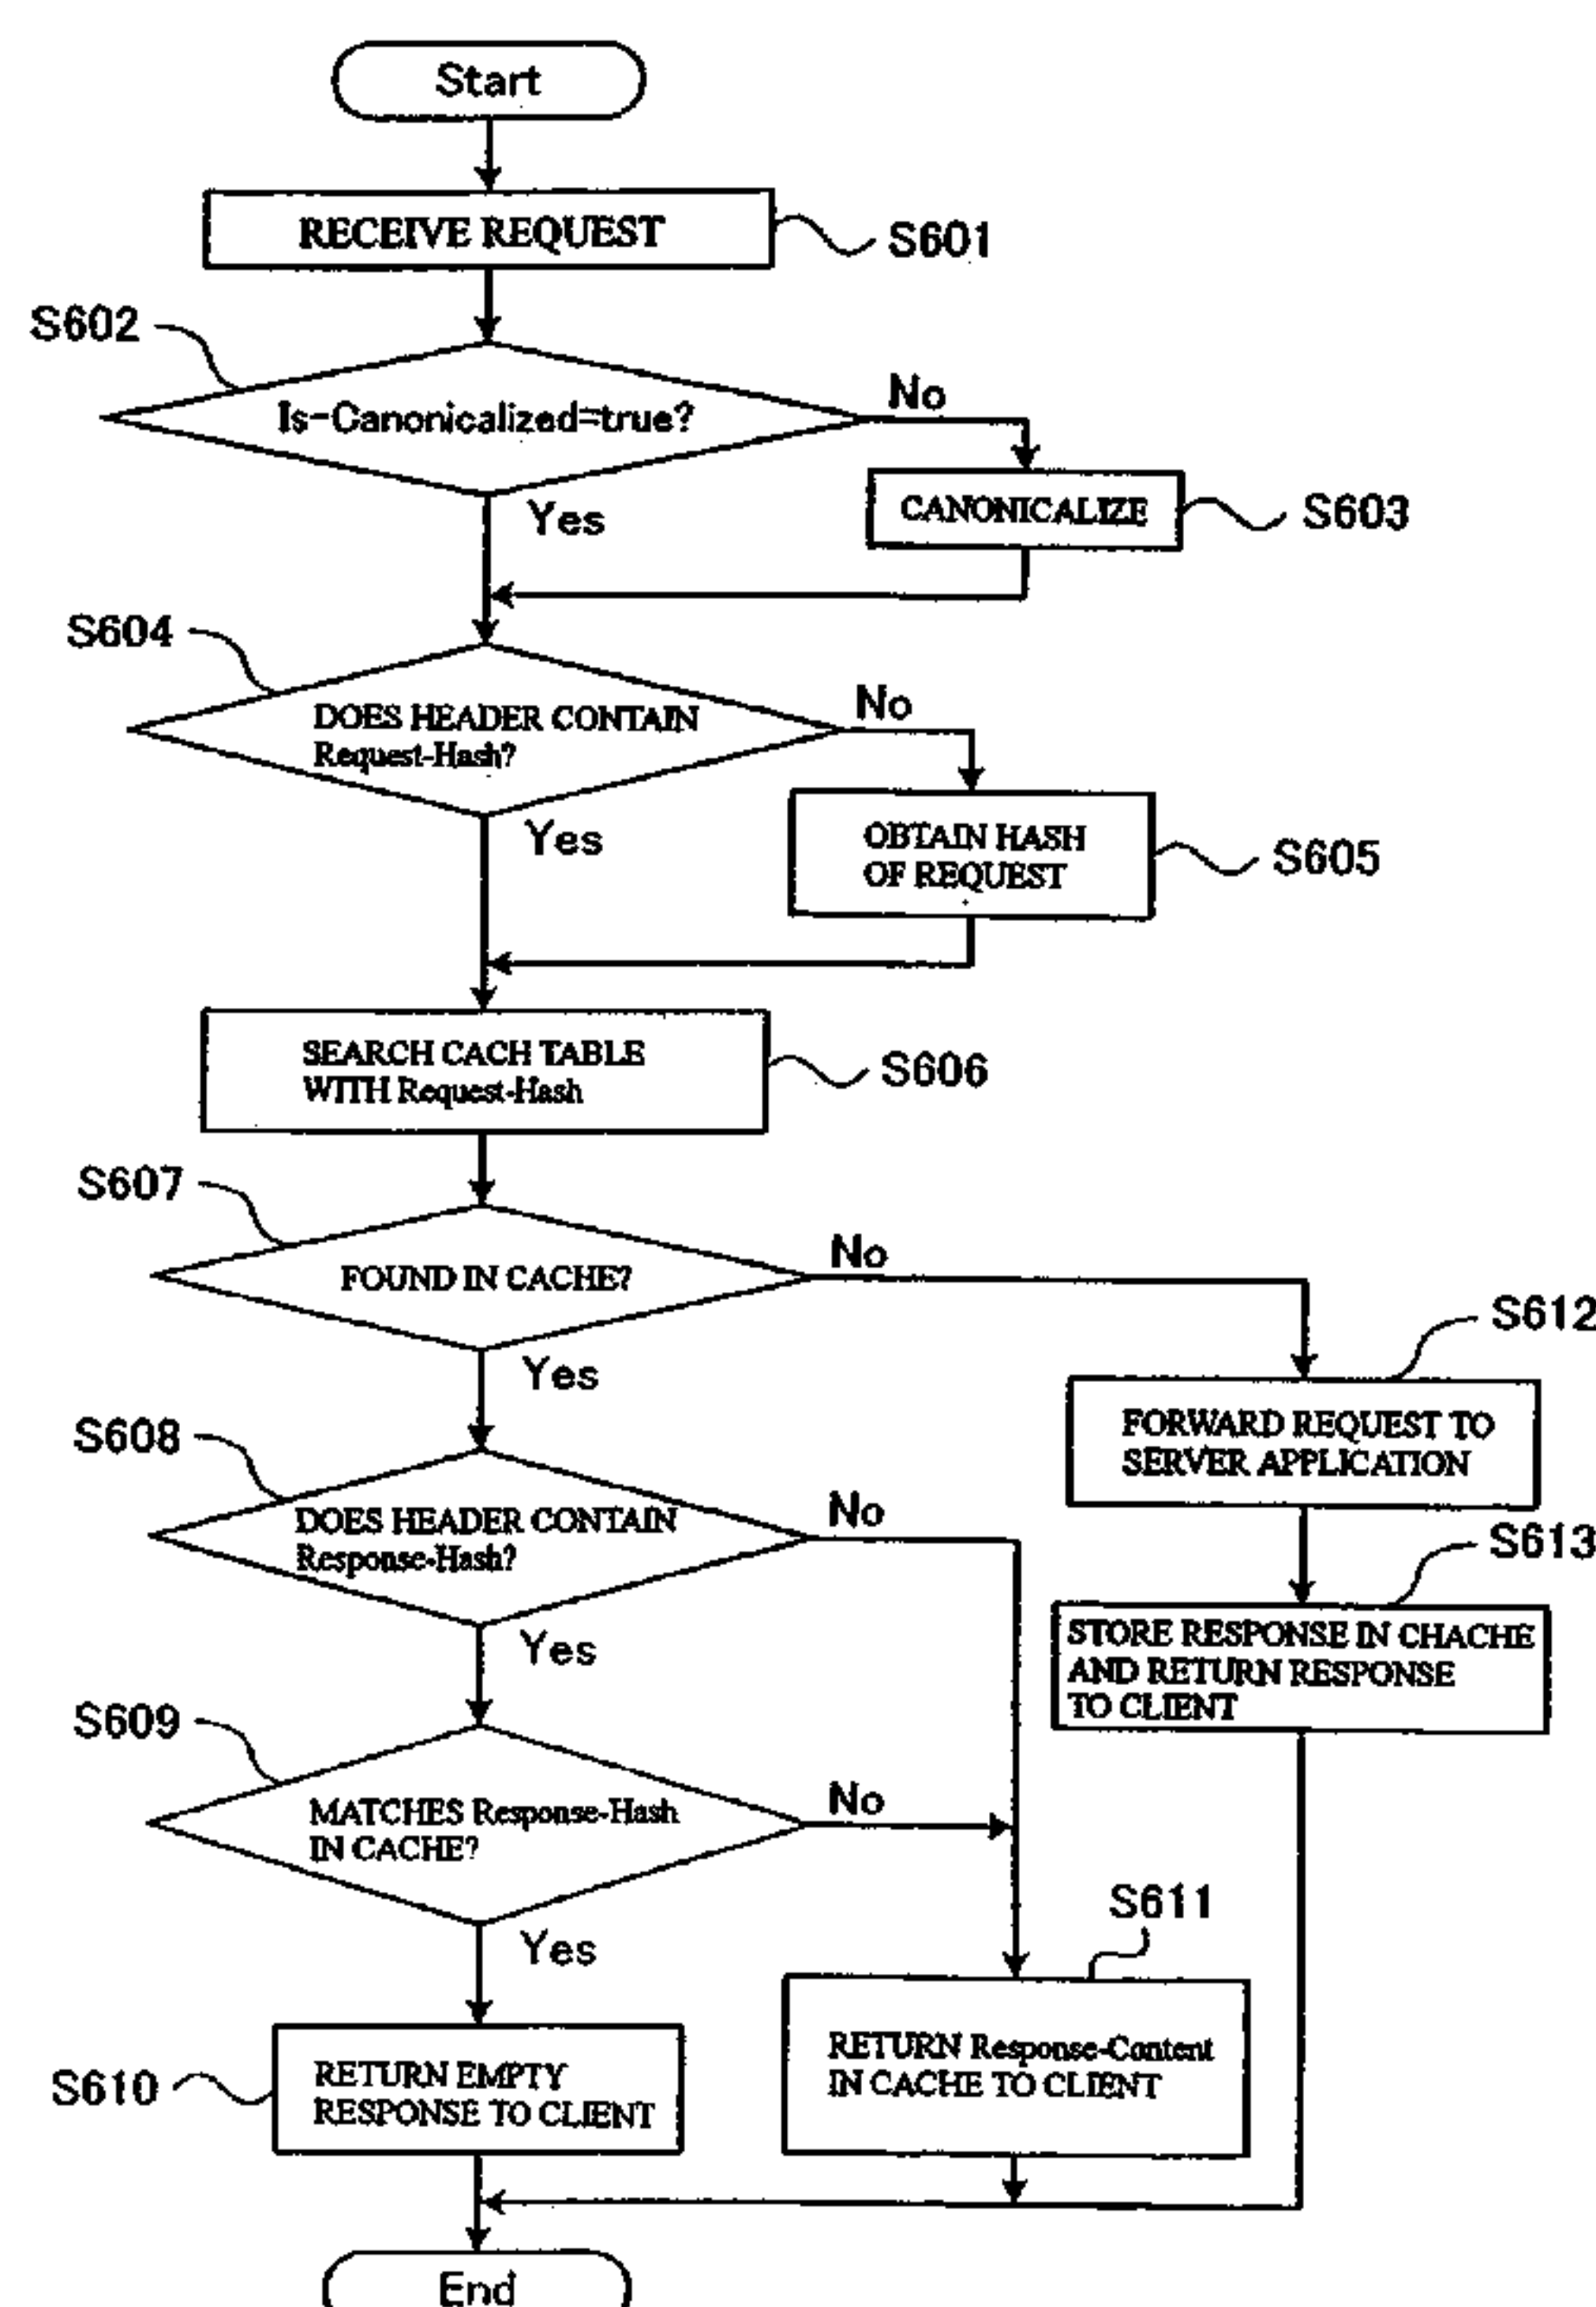 Start
RECEIVE REQUEST
S601
S602
Is-Canonicalized=true?
No
Yes
CANONICALIZE
S603
S604
DOES HEADER CONTAIN
Request-Hash?
No
Yes
OBTAIN HASH
OF REQUEST
S605
SEARCH CACH TABLE
WITH Request-Hash
S606
S607
FOUND IN CACHE?
No
Yes
S612
FORWARD REQUEST TO
SERVER APPLICATION
S608
DOES HEADER CONTAIN
Response-Hash?
No
Yes
S613
STORE RESPONSE IN CHACHE
AND RETURN RESPONSE
TO CLIENT
S609
MATCHES Response-Hash
IN CACHE?
No
Yes
S611
RETURN Response-Content
IN CACHE TO CLIENT
S610
RETURN EMPTY
RESPONSE TO CLIENT
End